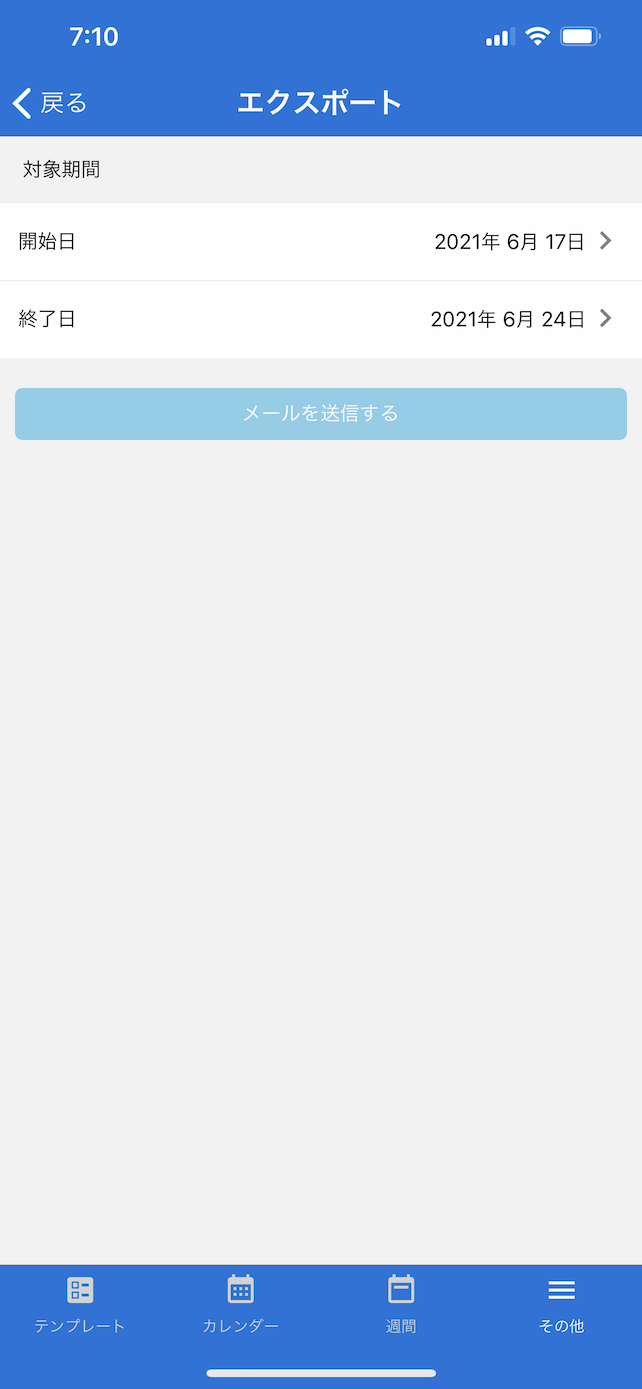 7:10
戻る
エクスポート
対象期間
開始日 2021年 6月 17日
終了日 2021年 6月 24日
メールを送信する
テンプレート カレンダー 週間 その他